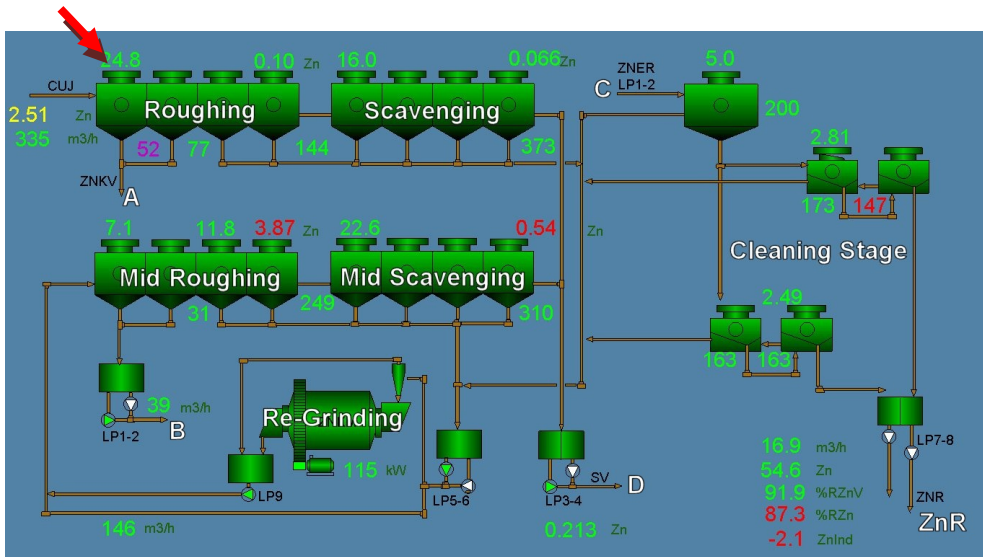 24.8 0.10 Zn 16.0 0.066 Zn
ZNER
LP1-2
C
5.0
CUJ
2.51 Zn
335 m3/h
Roughing
Scavenging
200
52 77 144 373
2.81
ZNKV
A
173 147
7.1 11.8 3.87 Zn 22.6 0.54 Zn
Mid Roughing
Mid Scavenging
Cleaning Stage
31 249 310
2.49
163 163
39 m3/h
LP1-2
B
Re-Grinding
115 kW
LP9
LP5-6
LP3-4
SV
D
LP7-8
146 m3/h
0.213 Zn
16.9 m3/h
54.6 Zn
91.9 %RZnV
87.3 %RZn
-2.1 ZnInd
ZNR
ZnR